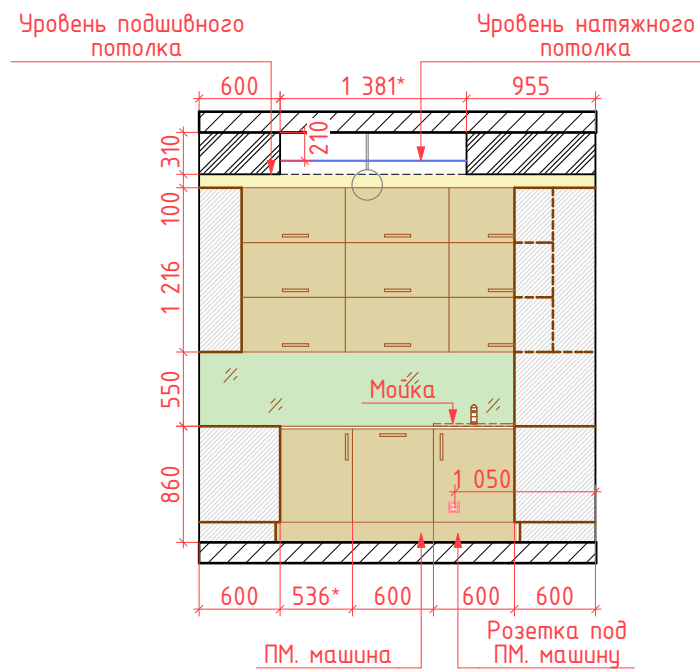 Уровень подшивного
потолка
Уровень натяжного
потолка
600
1 381*
955
310
210
100
1 216
550
860
Мойка
1 050
600
536*
600
600
600
ПМ. машина
Розетка под
ПМ. машину